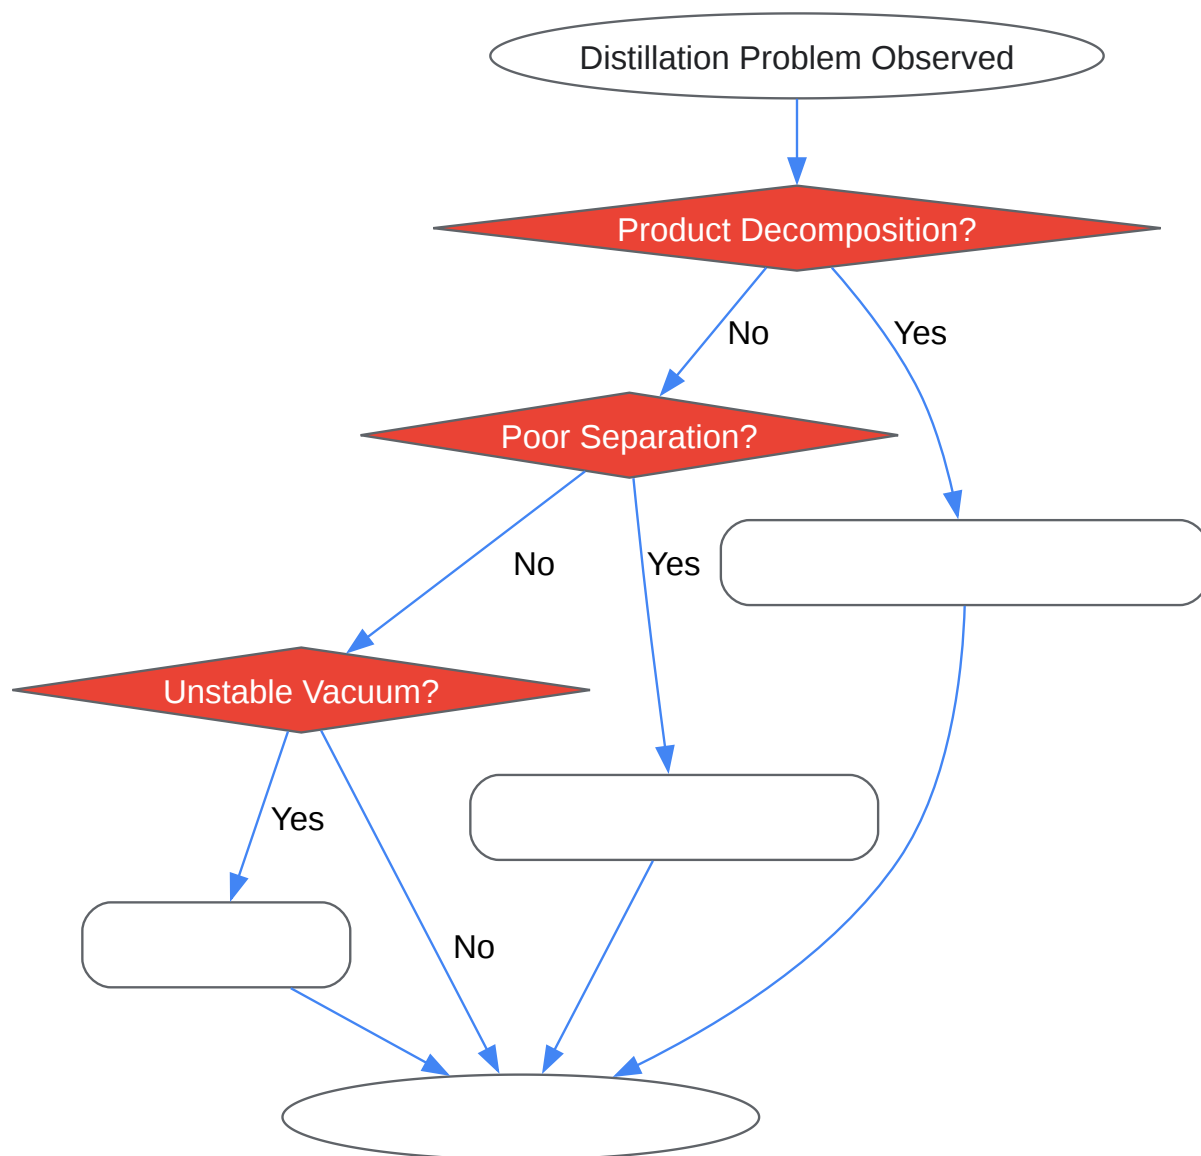 Distillation Problem Observed
Product Decomposition?
No
Yes
Poor Separation?
No
Yes
Unstable Vacuum?
Yes
No